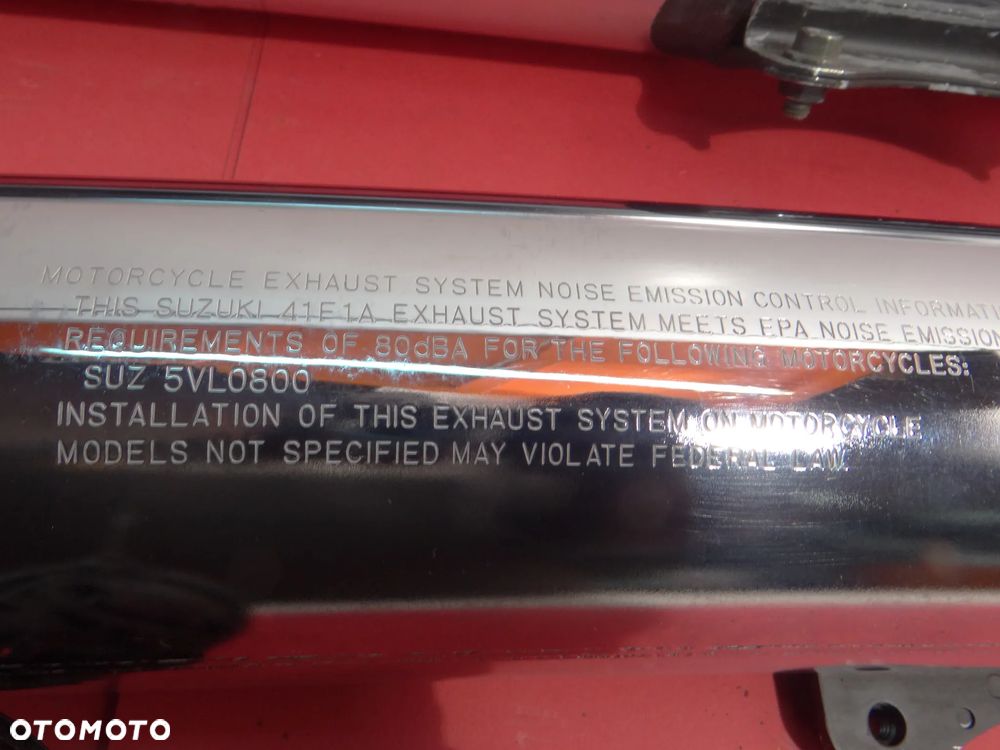 MOTORCYCLE EXHAUST SYSTEM NOISE EMISSION CONTROL INFORMATI
THIS SUZUKI 41F1A EXHAUST SYSTEM MEETS EPA NOISE EMISSION
REQUIREMENTS OF 80dBA FOR THE FOLLOWING MOTORCYCLES:
SUZ 5VL0800
INSTALLATION OF THIS EXHAUST SYSTEM ON MOTORCYCLE
MODELS NOT SPECIFIED MAY VIOLATE FEDERAL LAW.
OTOMOTO